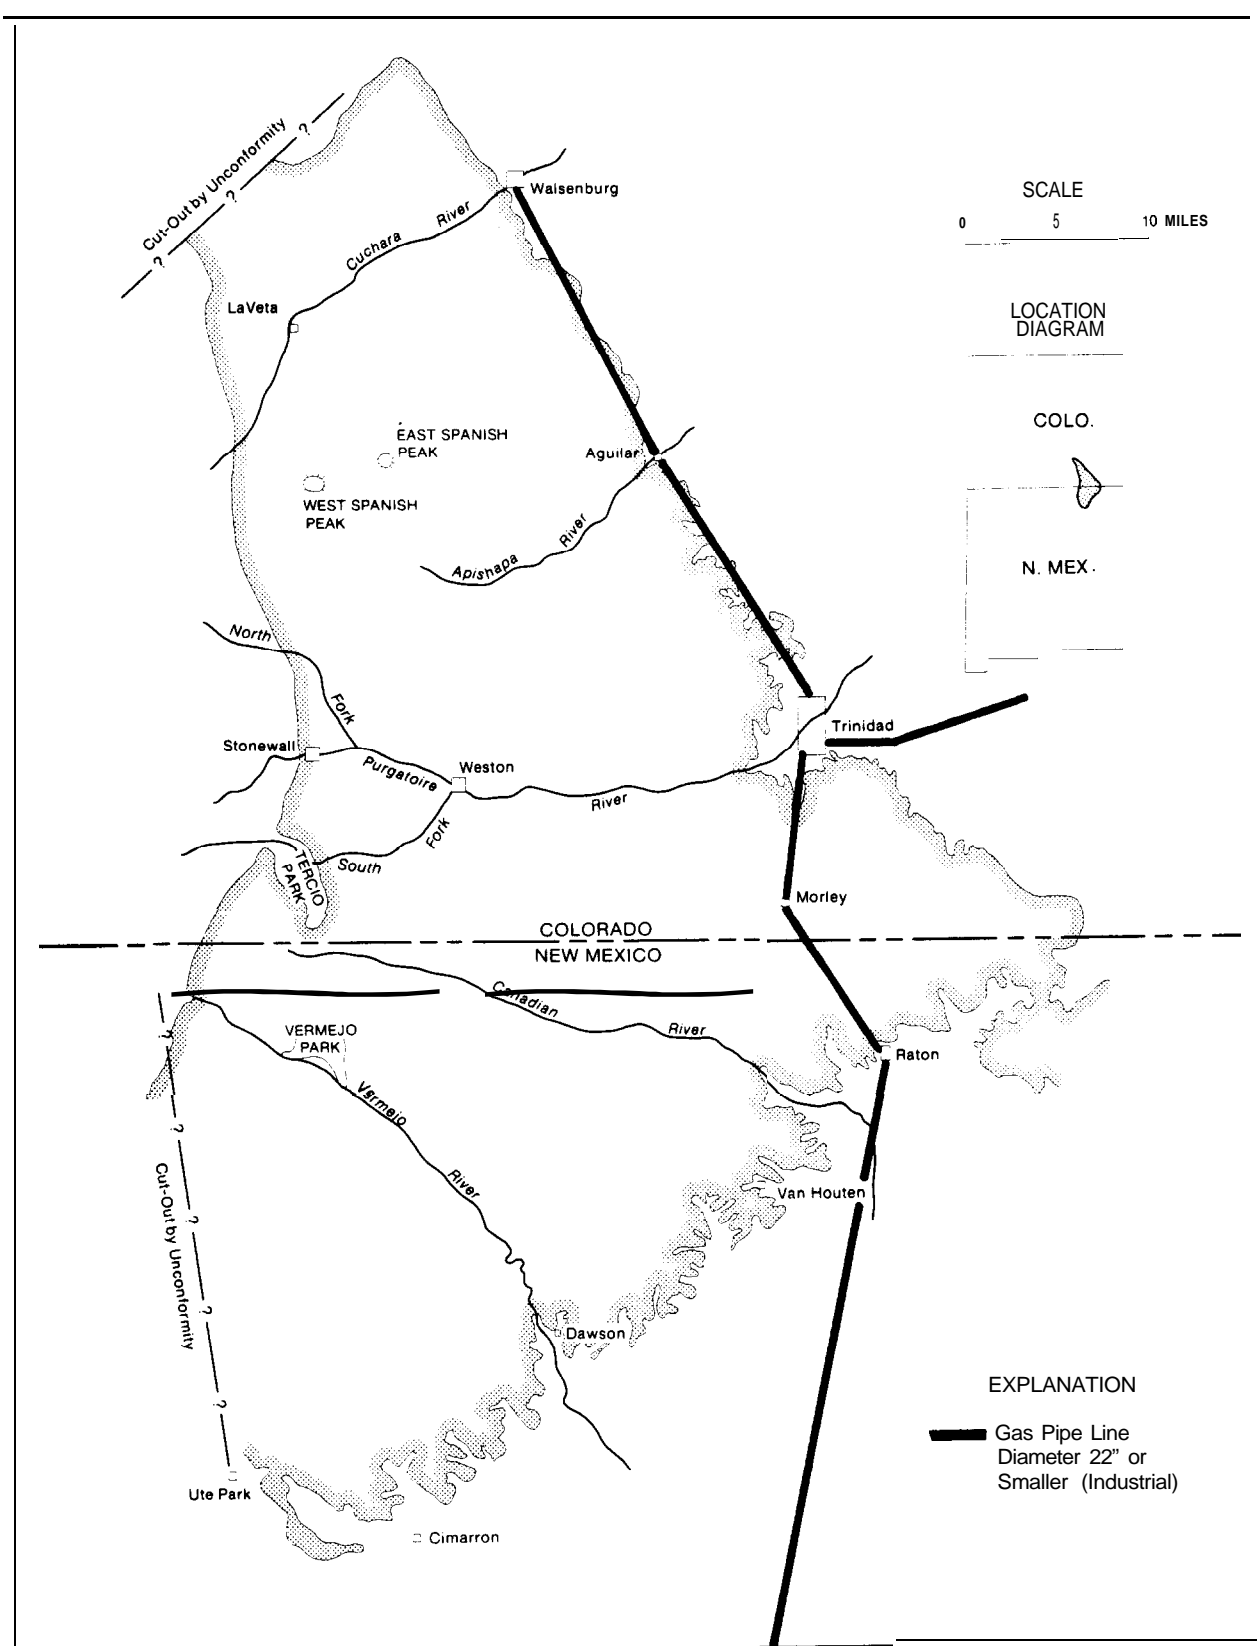 Cut-Out by Unconformity
?
?
?
Walsenburg
Cuchara River
LaVeta
EAST SPANISH
PEAK
WEST SPANISH
PEAK
Aguilar
Apishapa River
SCALE
0 5 10 MILES
LOCATION
DIAGRAM
COLO.
N. MEX.
North
Fork
Stonewall
Purgatoire
Weston
River
Trinidad
Fork
South
TERCIO
PARK
Morley
COLORADO
NEW MEXICO
Canadian
River
VERMEJO
PARK
Vermejo
River
Raton
Van Houten
?
?
?
?
?
Cut-Out by Unconformity
Dawson
Ute Park
Cimarron
EXPLANATION
Gas Pipe Line
Diameter 22” or
Smaller (Industrial)